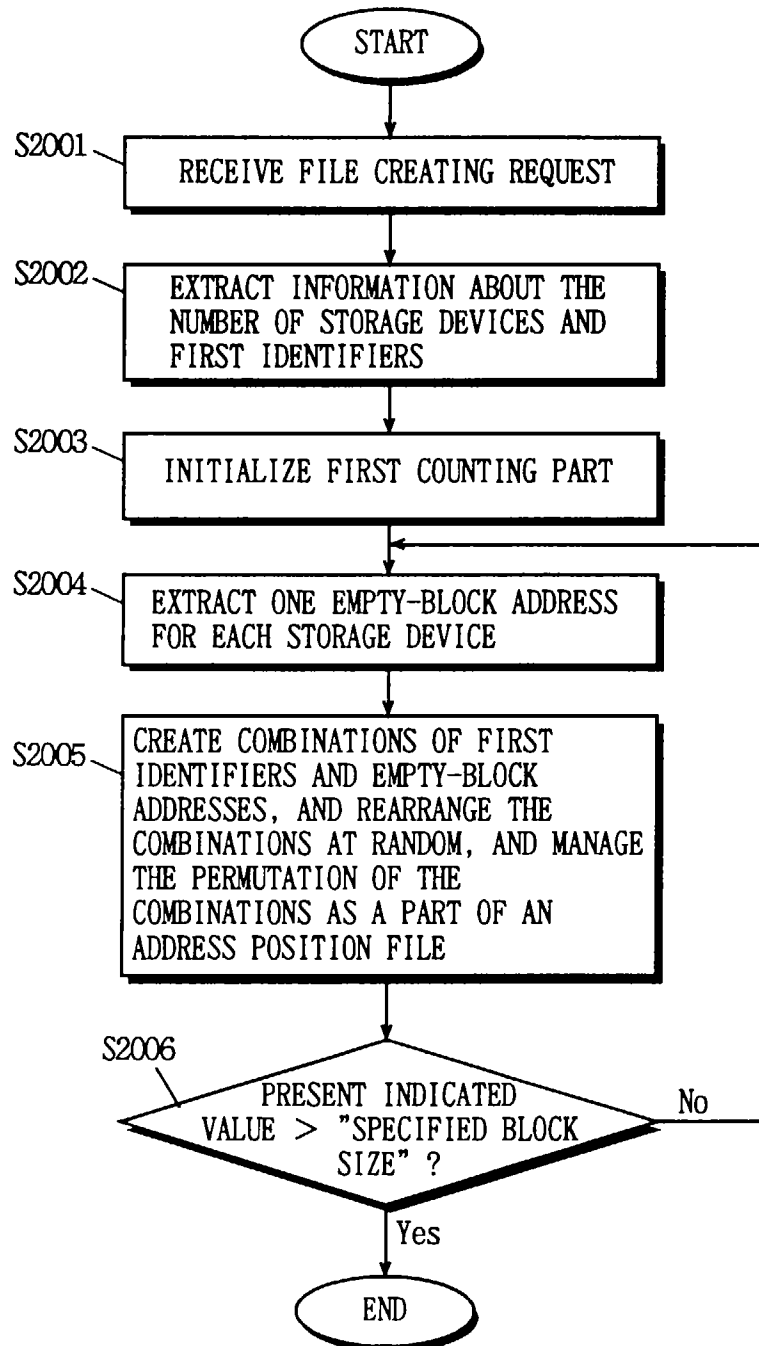 START
S2001
RECEIVE FILE CREATING REQUEST
S2002
EXTRACT INFORMATION ABOUT THE
NUMBER OF STORAGE DEVICES AND
FIRST IDENTIFIERS
S2003
INITIALIZE FIRST COUNTING PART
S2004
EXTRACT ONE EMPTY-BLOCK ADDRESS
FOR EACH STORAGE DEVICE
S2005
CREATE COMBINATIONS OF FIRST
IDENTIFIERS AND EMPTY-BLOCK
ADDRESSES, AND REARRANGE THE
COMBINATIONS AT RANDOM, AND MANAGE
THE PERMUTATION OF THE
COMBINATIONS AS A PART OF AN
ADDRESS POSITION FILE
S2006
PRESENT INDICATED
VALUE > "SPECIFIED BLOCK
SIZE" ?
No
Yes
END